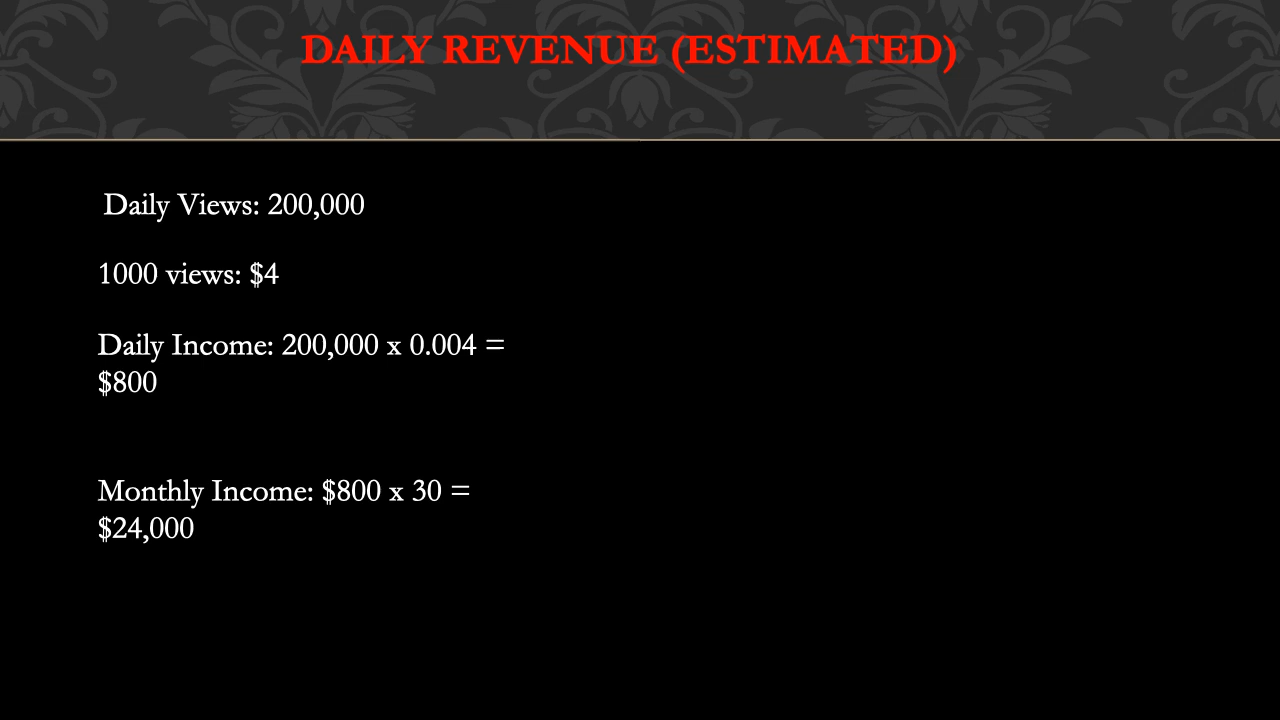 DAILY REVENUE (ESTIMATED)
Daily Views: 200,000
1000 views: $4
Daily Income: 200,000 x 0.004 =
$800
Monthly Income: $800 x 30 =
$24,000